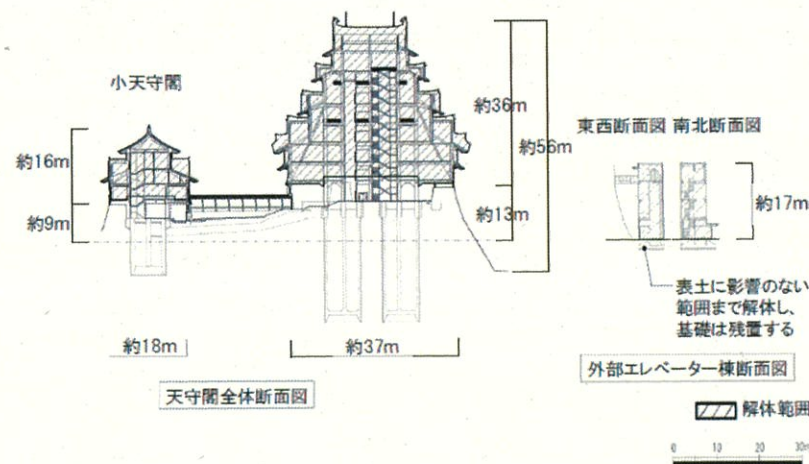 小天守閣
約16m
約9m
約36m
約56m
約13m
約18m
約37m
天守閣全体断面図
東西断面図 南北断面図
約17m
表土に影響のない
範囲まで解体し、
基礎は残置する
外部エレベーター棟断面図
解体範囲
0 10 20 30m